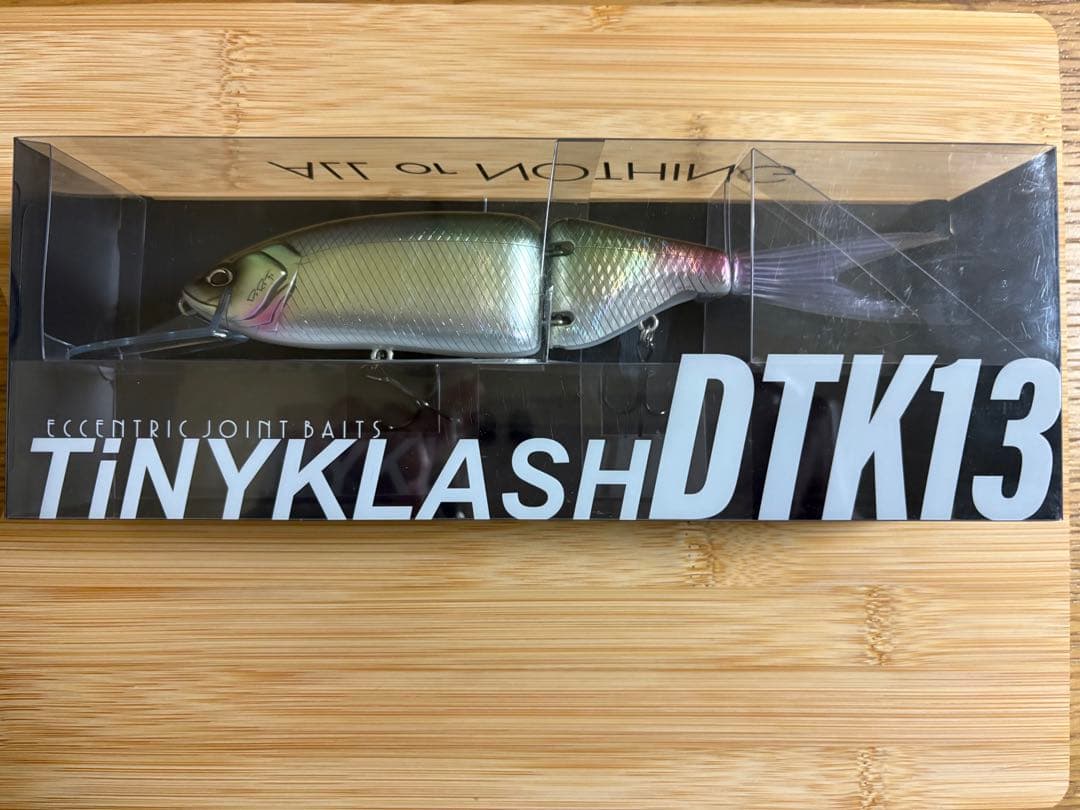 ALL OR NOTHING
ECCENTRIC JOINT BAITS
TiNYKLASH DTK13